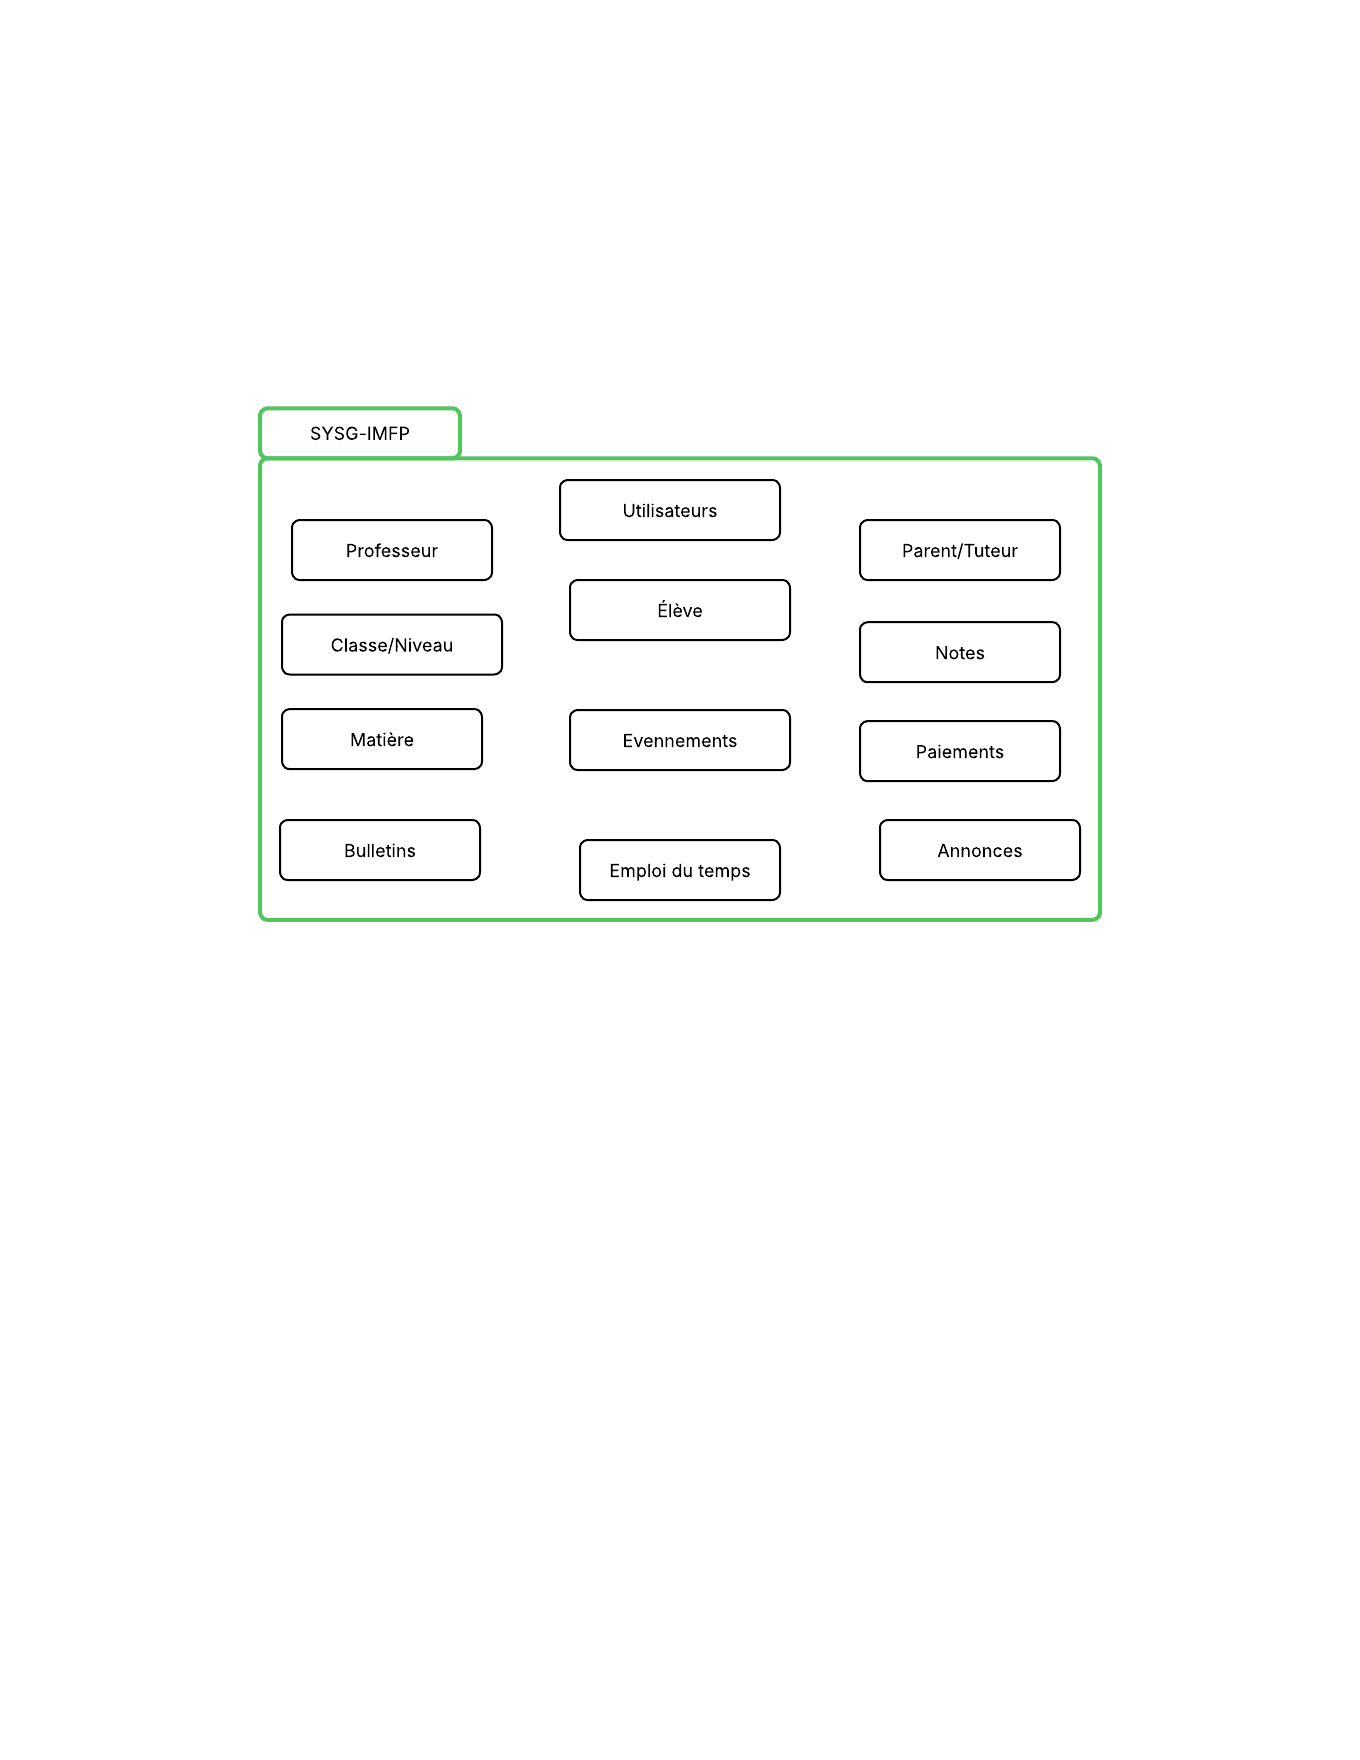 SYSG-IMFP
Utilisateurs
Professeur
Parent/Tuteur
Élève
Classe/Niveau
Notes
Matière
Evennements
Paiements
Bulletins
Emploi du temps
Annonces